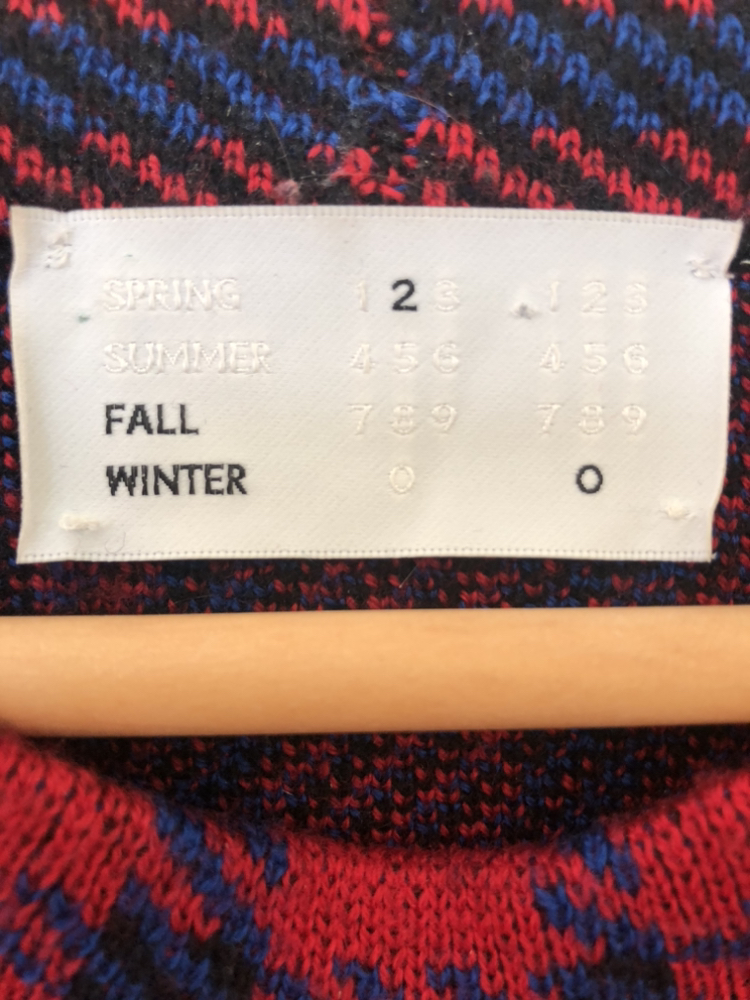 SPRING 1 2 3 1 2 3
SUMMER 4 5 6 4 5 6
FALL 7 8 9 7 8 9
WINTER 0 0